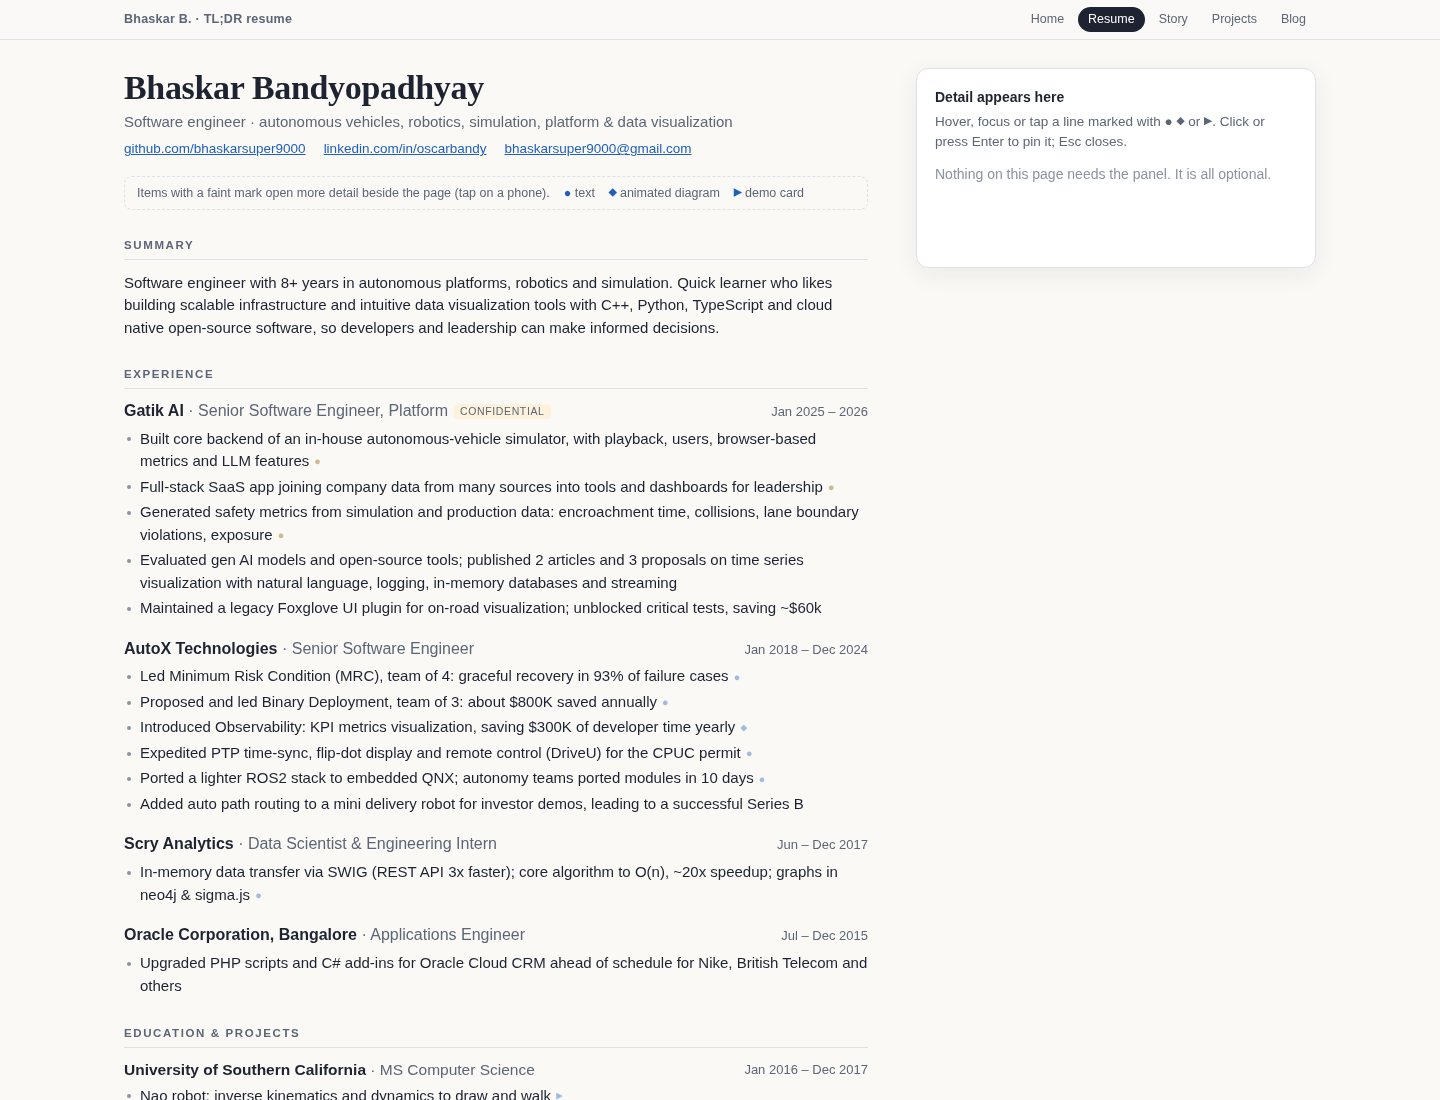 Bhaskar B. · TL;DR resume
Home Resume Story Projects Blog
Bhaskar Bandyopadhyay
Software engineer · autonomous vehicles, robotics, simulation, platform & data visualization
github.com/bhaskarsuper9000 linkedin.com/in/oscarbandy bhaskarsuper9000@gmail.com
Items with a faint mark open more detail beside the page (tap on a phone). ● text ◆ animated diagram ▶ demo card
SUMMARY
Software engineer with 8+ years in autonomous platforms, robotics and simulation. Quick learner who likes
building scalable infrastructure and intuitive data visualization tools with C++, Python, TypeScript and cloud
native open-source software, so developers and leadership can make informed decisions.
EXPERIENCE
Gatik AI · Senior Software Engineer, Platform CONFIDENTIAL Jan 2025 – 2026
• Built core backend of an in-house autonomous-vehicle simulator, with playback, users, browser-based
metrics and LLM features ●
• Full-stack SaaS app joining company data from many sources into tools and dashboards for leadership ●
• Generated safety metrics from simulation and production data: encroachment time, collisions, lane boundary
violations, exposure ●
• Evaluated gen AI models and open-source tools; published 2 articles and 3 proposals on time series
visualization with natural language, logging, in-memory databases and streaming
• Maintained a legacy Foxglove UI plugin for on-road visualization; unblocked critical tests, saving ~$60k
AutoX Technologies · Senior Software Engineer Jan 2018 – Dec 2024
• Led Minimum Risk Condition (MRC), team of 4: graceful recovery in 93% of failure cases ●
• Proposed and led Binary Deployment, team of 3: about $800K saved annually ●
• Introduced Observability: KPI metrics visualization, saving $300K of developer time yearly ◆
• Expedited PTP time-sync, flip-dot display and remote control (DriveU) for the CPUC permit ●
• Ported a lighter ROS2 stack to embedded QNX; autonomy teams ported modules in 10 days ●
• Added auto path routing to a mini delivery robot for investor demos, leading to a successful Series B
Scry Analytics · Data Scientist & Engineering Intern Jun – Dec 2017
• In-memory data transfer via SWIG (REST API 3x faster); core algorithm to O(n), ~20x speedup; graphs in
neo4j & sigma.js ●
Oracle Corporation, Bangalore · Applications Engineer Jul – Dec 2015
• Upgraded PHP scripts and C# add-ins for Oracle Cloud CRM ahead of schedule for Nike, British Telecom and
others
EDUCATION & PROJECTS
University of Southern California · MS Computer Science Jan 2016 – Dec 2017
• Nao robot: inverse kinematics and dynamics to draw and walk ▶
Detail appears here
Hover, focus or tap a line marked with ● ◆ or ▶. Click or
press Enter to pin it; Esc closes.
Nothing on this page needs the panel. It is all optional.